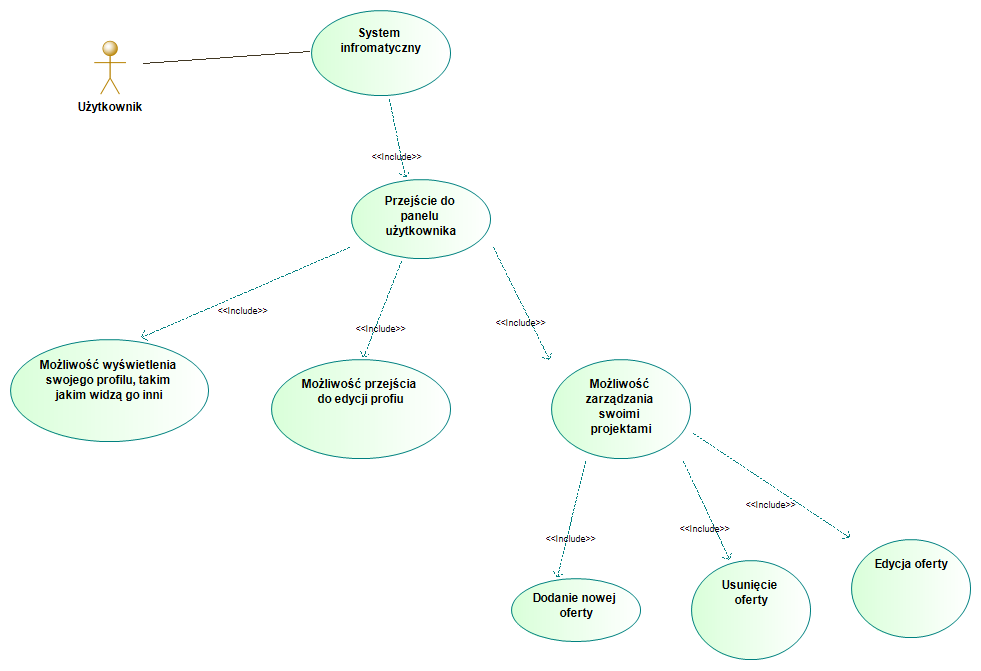 System
infromatyczny
Użytkownik
<<Include>>
Przejście do
panelu
użytkownika
<<Include>>
<<Include>>
<<Include>>
Możliwość wyświetlenia
swojego profilu, takim
jakim widzą go inni
Możliwość przejścia
do edycji profiu
Możliwość
zarządzania
swoimi
projektami
<<Include>>
<<Include>>
<<Include>>
Dodanie nowej
oferty
Usunięcie
oferty
Edycja oferty